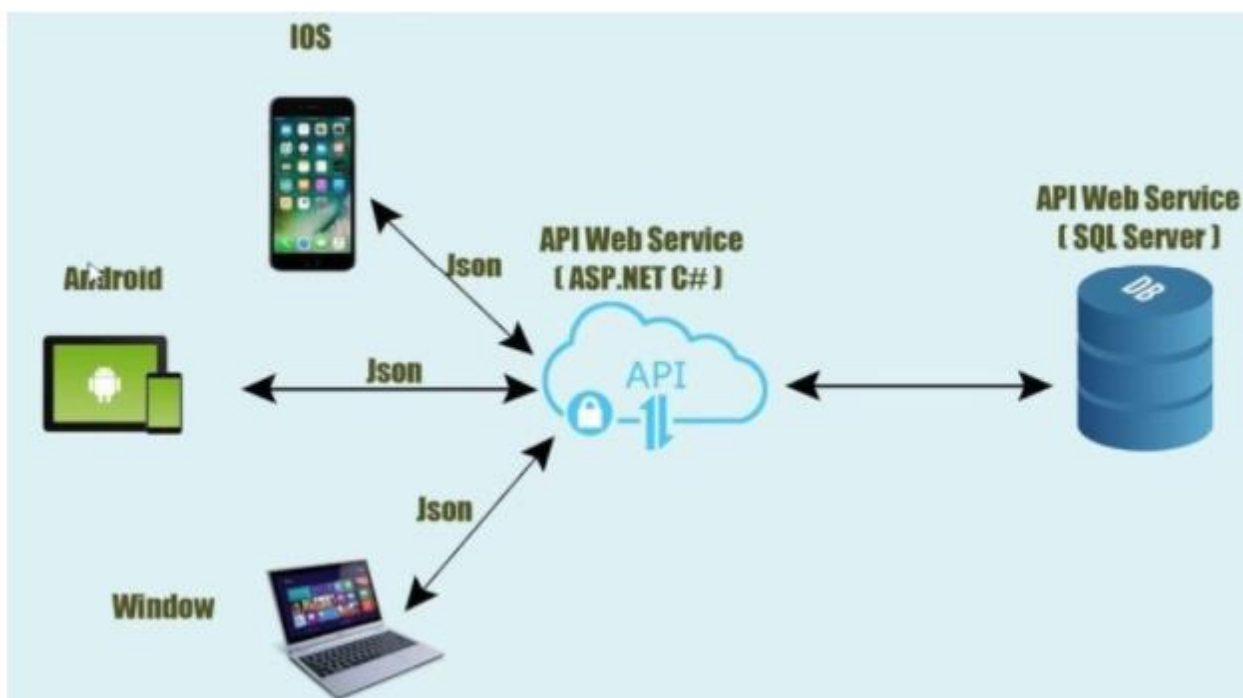 IOS
Android
Json
API Web Service
( ASP.NET C# )
API Web Service
( SQL Server )
DB
Json
API
Json
Window